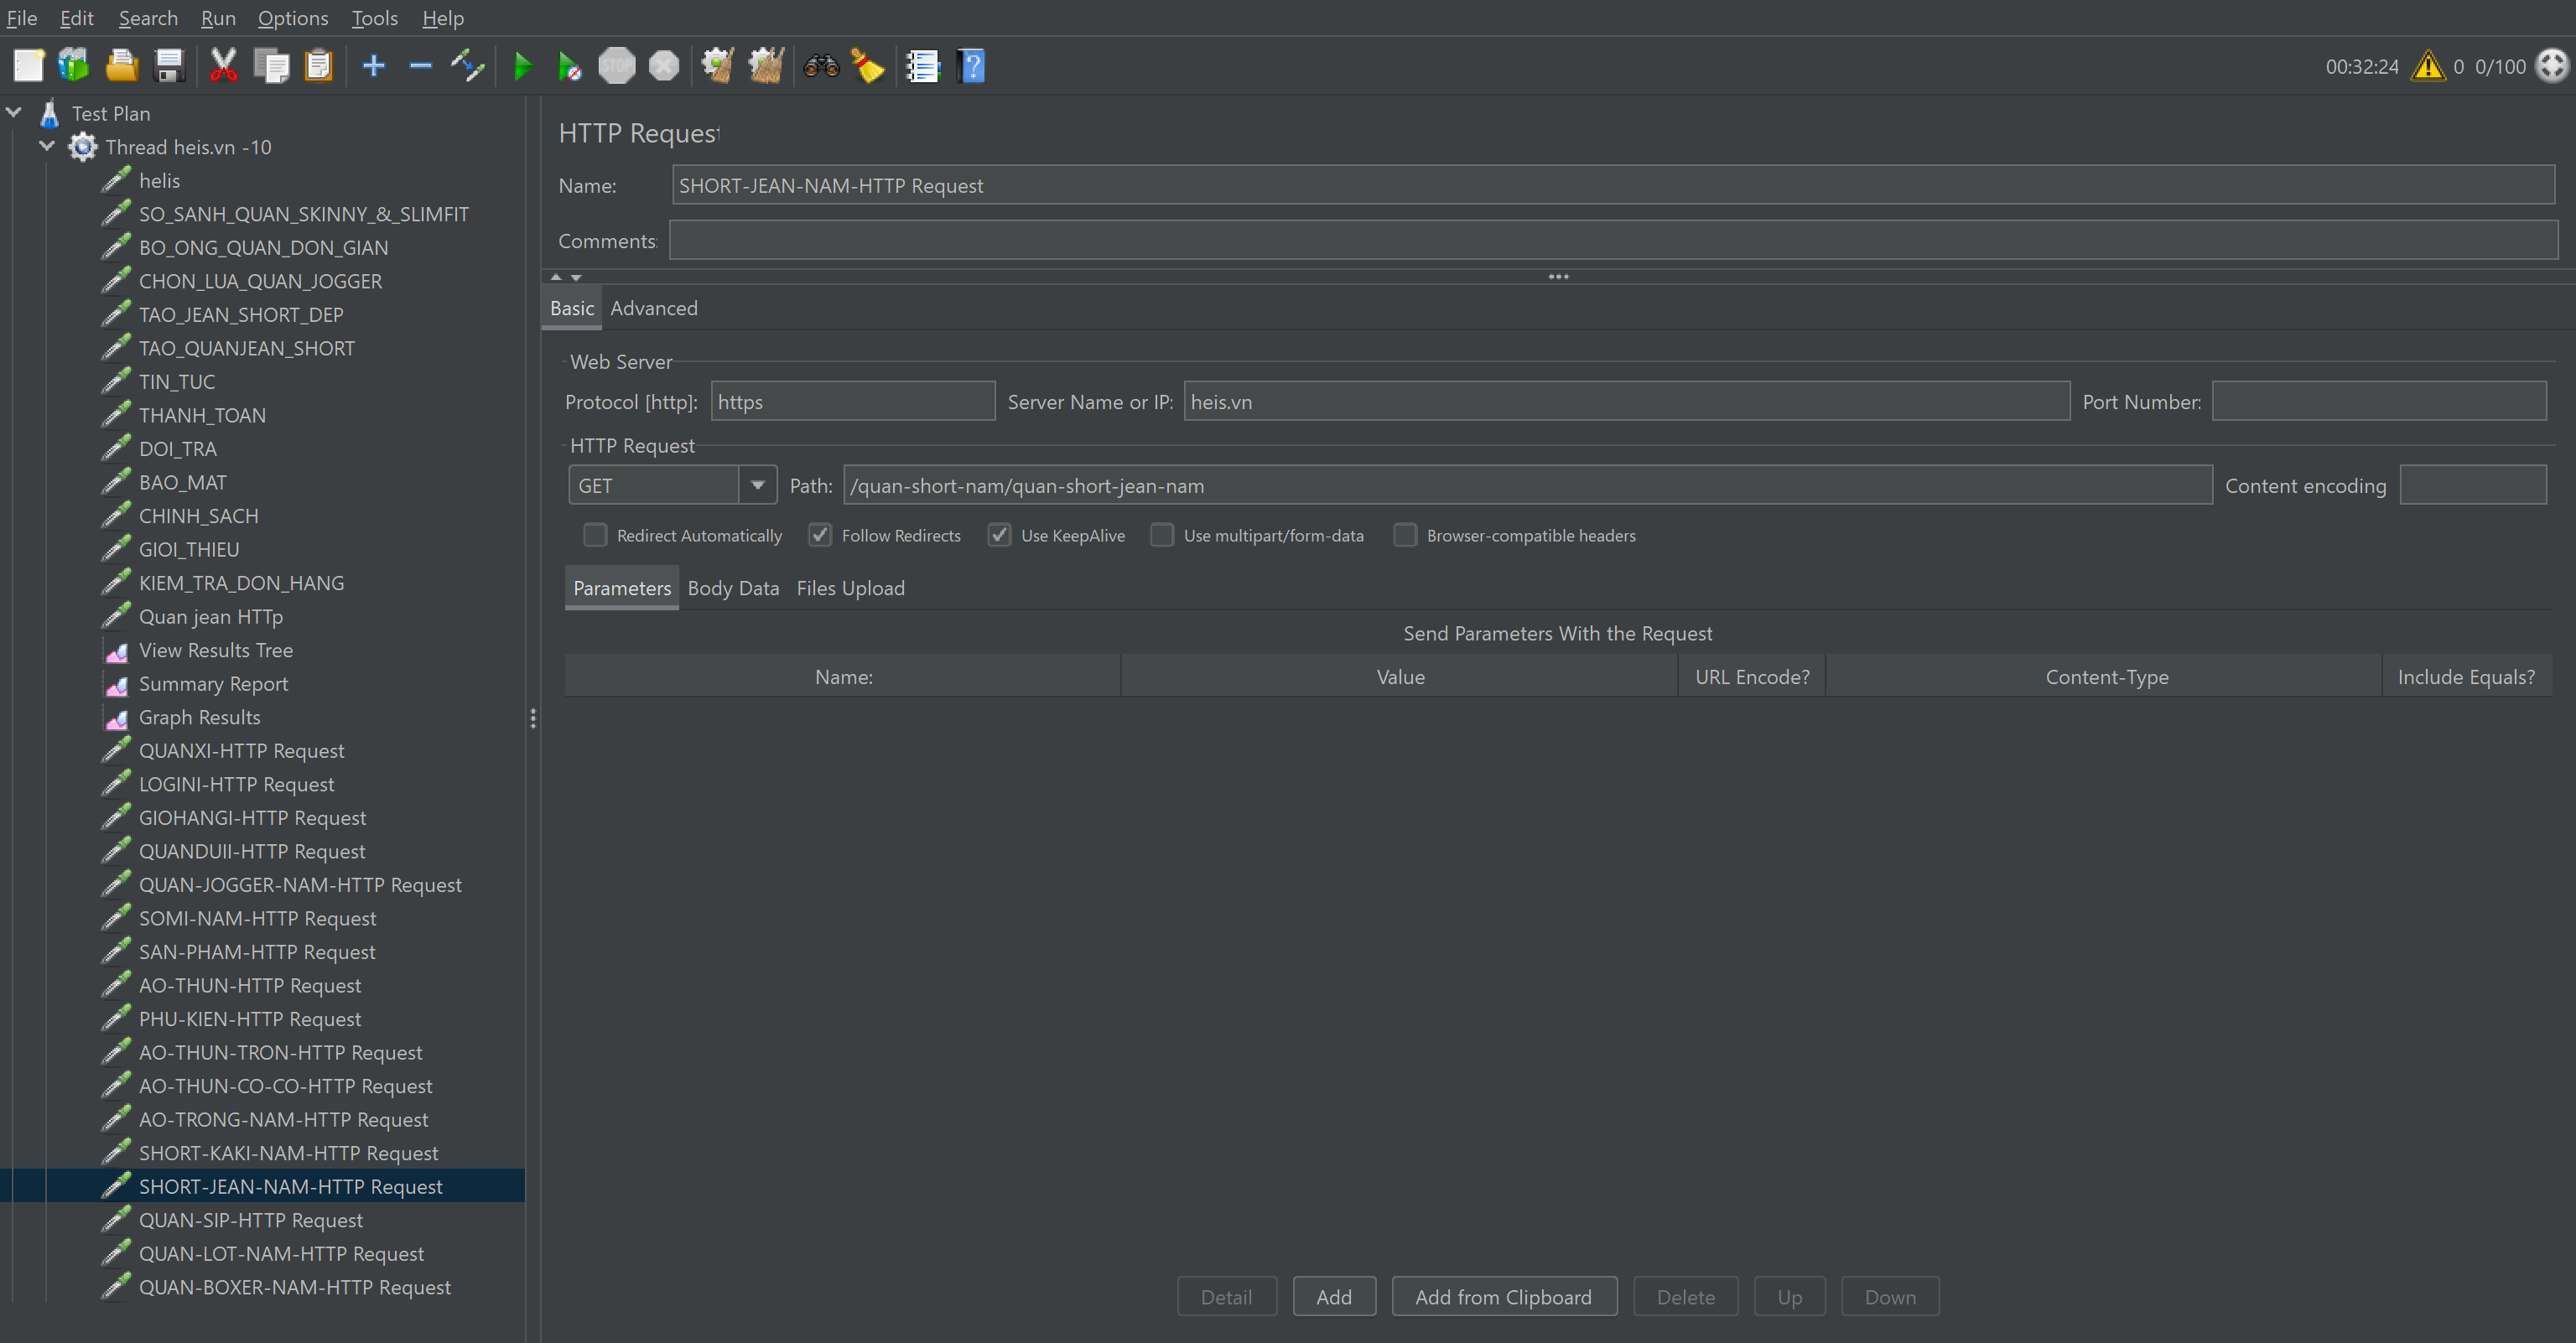 File Edit Search Run Options Tools Help
STOP
00:32:24 0 0/100
Test Plan
Thread heis.vn -10
helis
SO_SANH_QUAN_SKINNY_&_SLIMFIT
BO_ONG_QUAN_DON_GIAN
CHON_LUA_QUAN_JOGGER
TAO_JEAN_SHORT_DEP
TAO_QUANJEAN_SHORT
TIN_TUC
THANH_TOAN
DOI_TRA
BAO_MAT
CHINH_SACH
GIOI_THIEU
KIEM_TRA_DON_HANG
Quan jean HTTp
View Results Tree
Summary Report
Graph Results
QUANXI-HTTP Request
LOGINI-HTTP Request
GIOHANGI-HTTP Request
QUANDUII-HTTP Request
QUAN-JOGGER-NAM-HTTP Request
SOMI-NAM-HTTP Request
SAN-PHAM-HTTP Request
AO-THUN-HTTP Request
PHU-KIEN-HTTP Request
AO-THUN-TRON-HTTP Request
AO-THUN-CO-CO-HTTP Request
AO-TRONG-NAM-HTTP Request
SHORT-KAKI-NAM-HTTP Request
SHORT-JEAN-NAM-HTTP Request
QUAN-SIP-HTTP Request
QUAN-LOT-NAM-HTTP Request
QUAN-BOXER-NAM-HTTP Request
HTTP Request
Name: SHORT-JEAN-NAM-HTTP Request
Comments:
Basic Advanced
Web Server
Protocol [http]: https Server Name or IP: heis.vn Port Number:
HTTP Request
GET Path: /quan-short-nam/quan-short-jean-nam Content encoding
Redirect Automatically Follow Redirects Use KeepAlive Use multipart/form-data Browser-compatible headers
Parameters Body Data Files Upload
Send Parameters With the Request
Name: Value URL Encode? Content-Type Include Equals?
Detail Add Add from Clipboard Delete Up Down